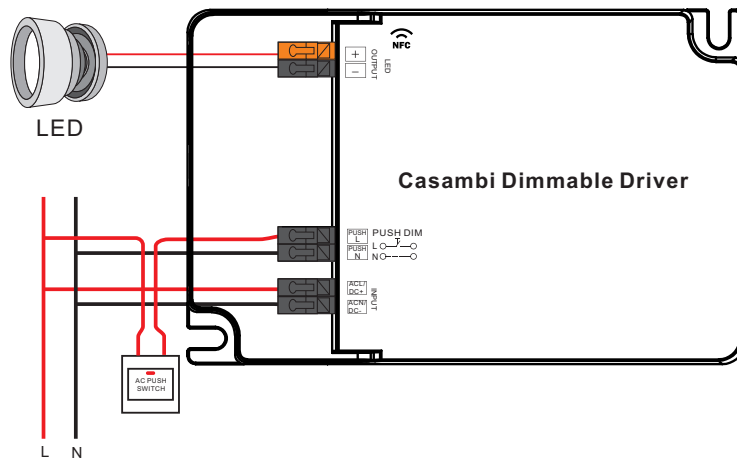 NFC
+
−
LED
OUTPUT
LED
Casambi Dimmable Driver
PUSH
L
PUSH DIM
L
PUSH
N
N
ACL/
DC+
ACN/
DC-
INPUT
AC PUSH
SWITCH
L N